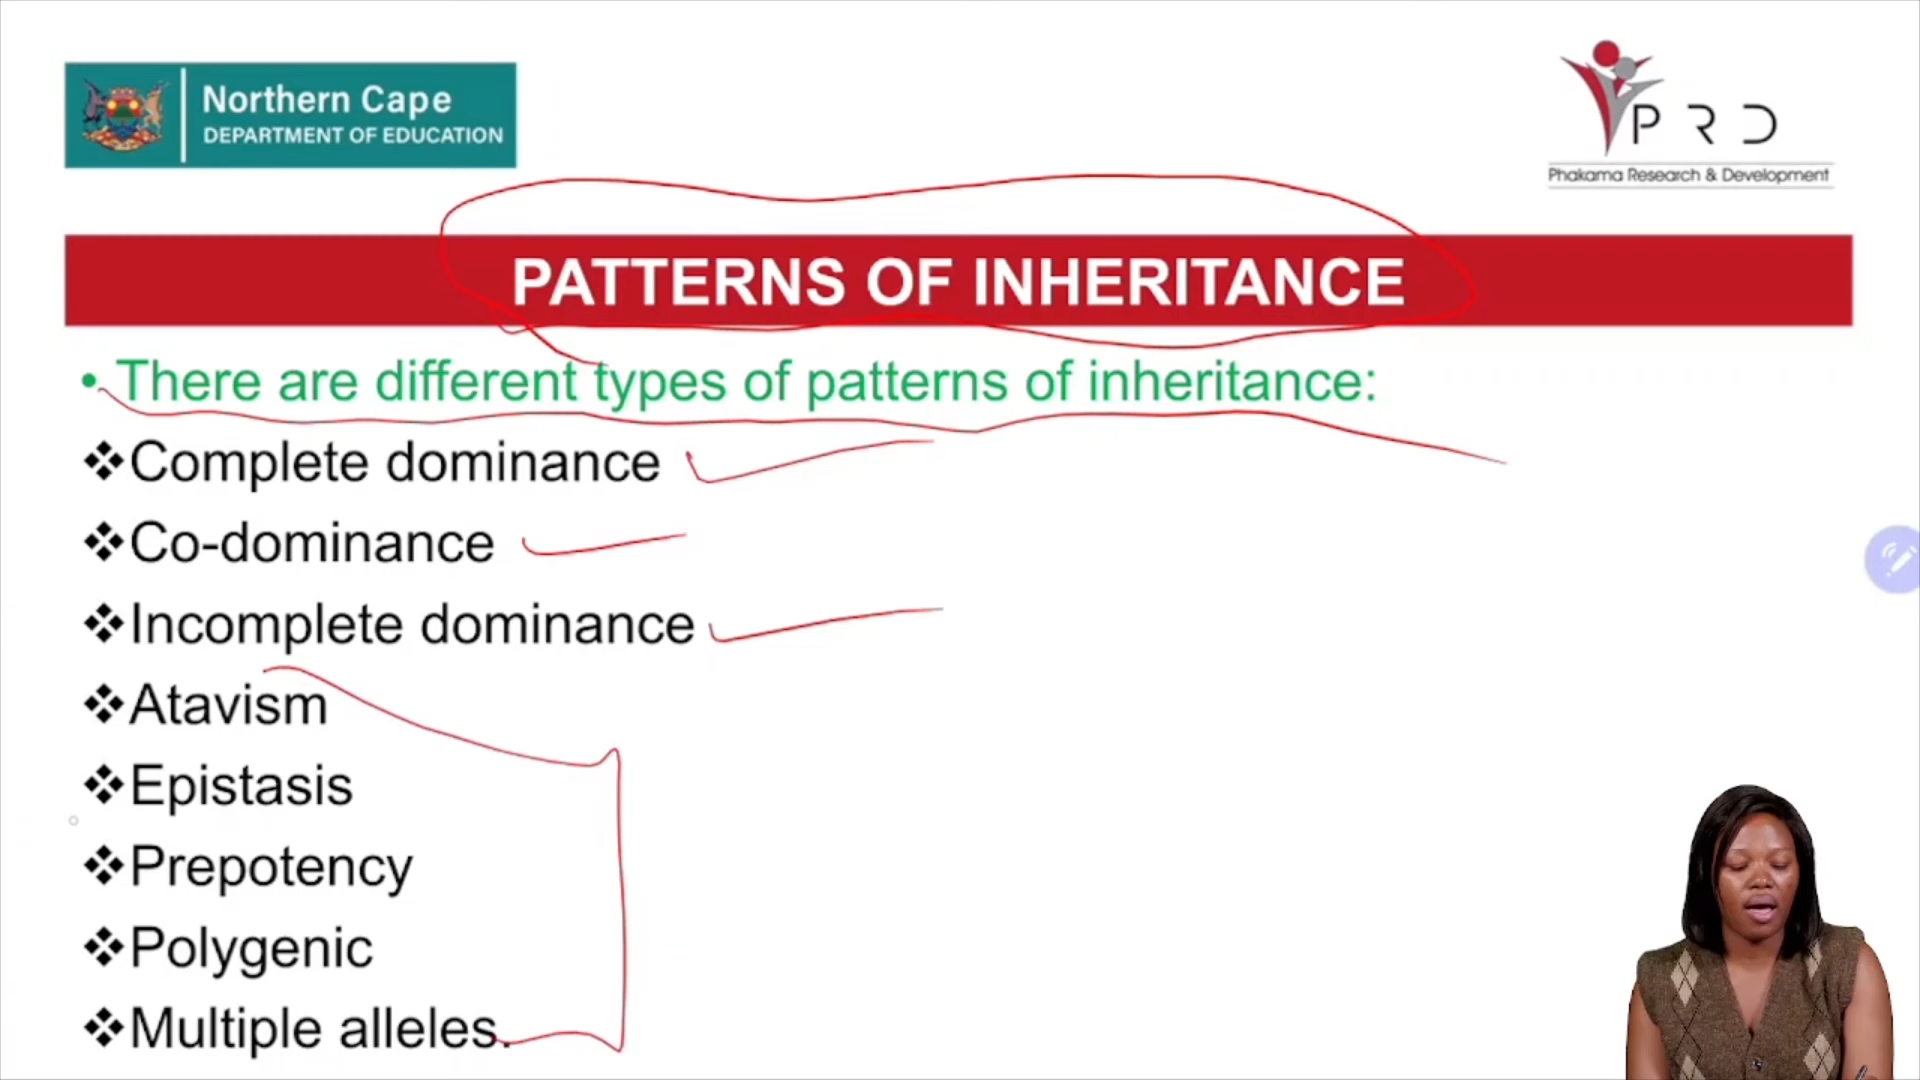 Northern Cape
DEPARTMENT OF EDUCATION
PRD
Phakama Research & Development
PATTERNS OF INHERITANCE
• There are different types of patterns of inheritance:
❖Complete dominance
❖Co-dominance
❖Incomplete dominance
❖Atavism
❖Epistasis
❖Prepotency
❖Polygenic
❖Multiple alleles.